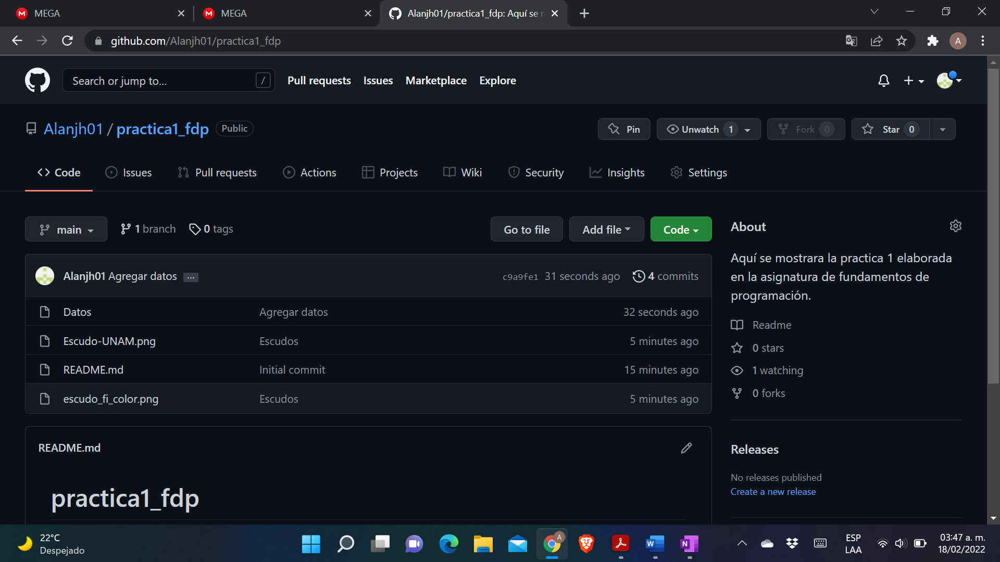 MEGA
MEGA
Alanjh01/practica1_fdp: Aquí se
github.com/Alanjh01/practica1_fdp
A
Search or jump to...
/
Pull requests
Issues
Marketplace
Explore
Alanjh01 / practica1_fdp
Public
Pin
Unwatch 1
Fork 0
Star 0
Code
Issues
Pull requests
Actions
Projects
Wiki
Security
Insights
Settings
main
1 branch
0 tags
Go to file
Add file
Code
Alanjh01 Agregar datos ...
c9a9fe1 31 seconds ago
4 commits
Datos
Agregar datos
32 seconds ago
Escudo-UNAM.png
Escudos
5 minutes ago
README.md
Initial commit
15 minutes ago
escudo_fi_color.png
Escudos
5 minutes ago
README.md
practica1_fdp
About
Aquí se mostrara la practica 1 elaborada
en la asignatura de fundamentos de
programación.
Readme
0 stars
1 watching
0 forks
Releases
No releases published
Create a new release
22°C
Despejado
ESP
LAA
03:47 a. m.
18/02/2022